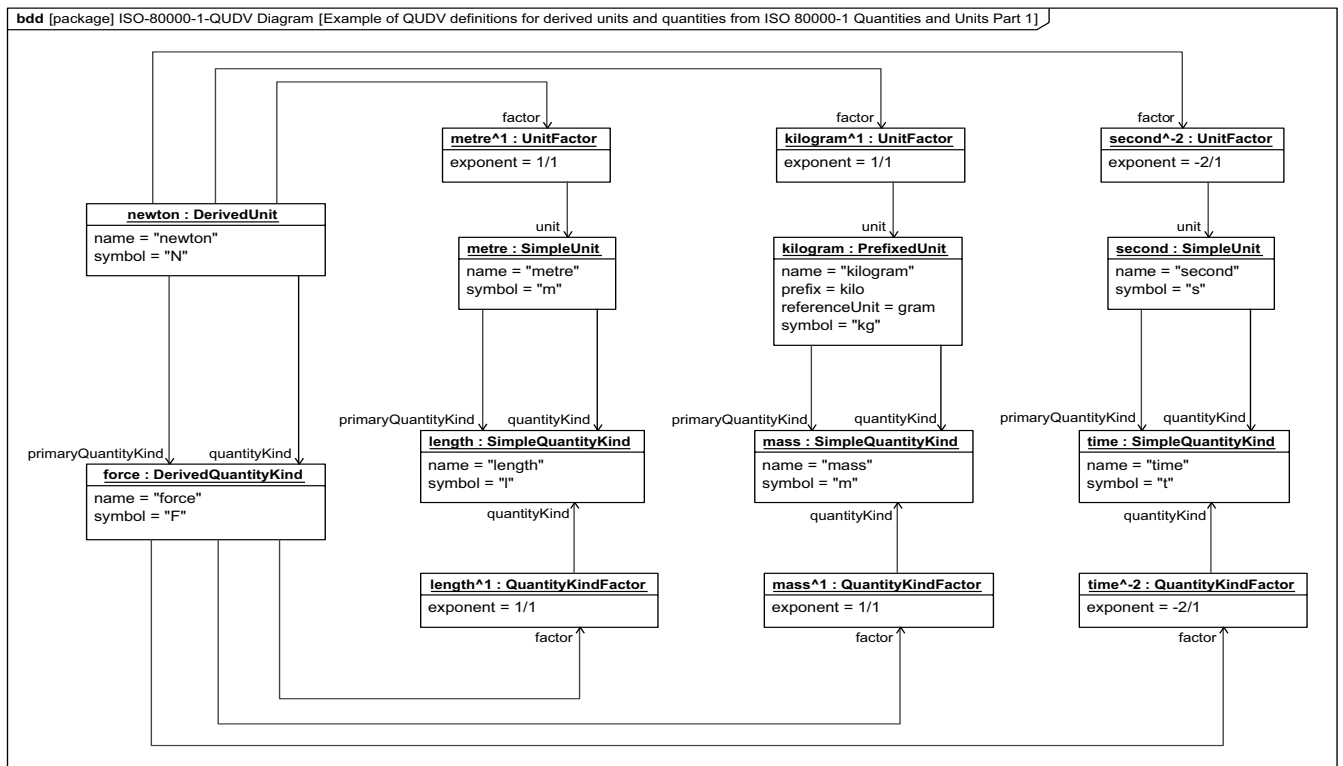 bdd [package] ISO-80000-1-QUDV Diagram [Example of QUDV definitions for derived units and quantities from ISO 80000-1 Quantities and Units Part 1]
factor
metre^1 : UnitFactor
exponent = 1/1
factor
kilogram^1 : UnitFactor
exponent = 1/1
factor
second^-2 : UnitFactor
exponent = -2/1
newton : DerivedUnit
name = "newton"
symbol = "N"
unit
metre : SimpleUnit
name = "metre"
symbol = "m"
unit
kilogram : PrefixedUnit
name = "kilogram"
prefix = kilo
referenceUnit = gram
symbol = "kg"
unit
second : SimpleUnit
name = "second"
symbol = "s"
primaryQuantityKind
quantityKind
force : DerivedQuantityKind
name = "force"
symbol = "F"
primaryQuantityKind
quantityKind
length : SimpleQuantityKind
name = "length"
symbol = "l"
quantityKind
primaryQuantityKind
quantityKind
mass : SimpleQuantityKind
name = "mass"
symbol = "m"
quantityKind
primaryQuantityKind
quantityKind
time : SimpleQuantityKind
name = "time"
symbol = "t"
quantityKind
length^1 : QuantityKindFactor
exponent = 1/1
factor
mass^1 : QuantityKindFactor
exponent = 1/1
factor
time^-2 : QuantityKindFactor
exponent = -2/1
factor